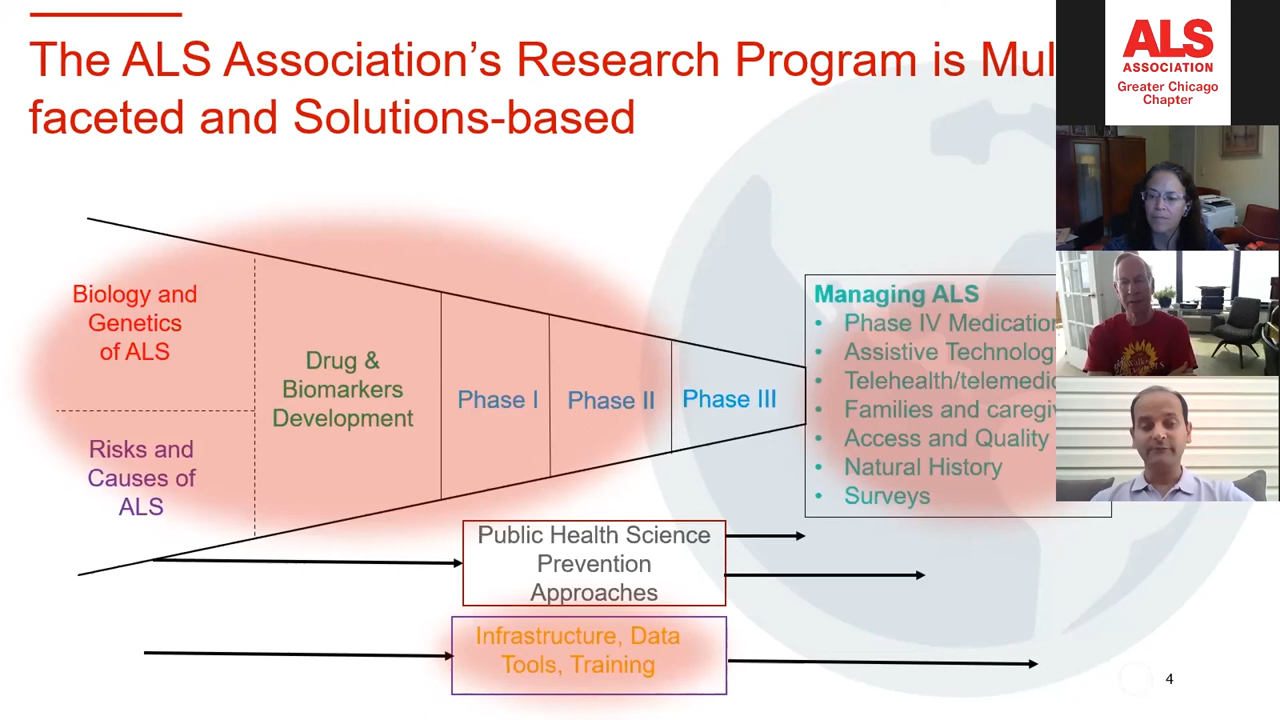 The ALS Association's Research Program is Mul
faceted and Solutions-based
ALS
ASSOCIATION
Greater Chicago
Chapter
Biology and
Genetics
of ALS
Risks and
Causes of
ALS
Drug &
Biomarkers
Development
Phase I
Phase II
Phase III
Managing ALS
• Phase IV Medication
• Assistive Technolog
• Telehealth/telemedic
• Families and caregiv
• Access and Quality
• Natural History
• Surveys
Public Health Science
Prevention
Approaches
Infrastructure, Data
Tools, Training
4